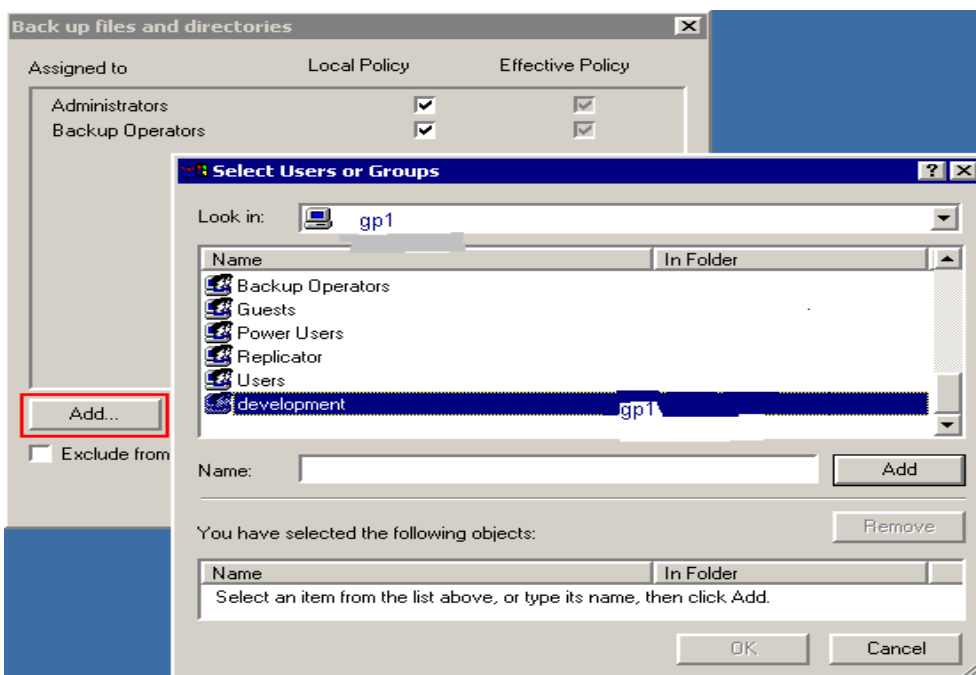 Back up files and directories
Assigned to Local Policy Effective Policy
Administrators
Backup Operators
Select Users or Groups
Look in: gp1
Name In Folder
Backup Operators
Guests
Power Users
Replicator
Users
development gp1
Add...
Exclude from
Name: Add
You have selected the following objects: Remove
Name In Folder
Select an item from the list above, or type its name, then click Add.
OK Cancel